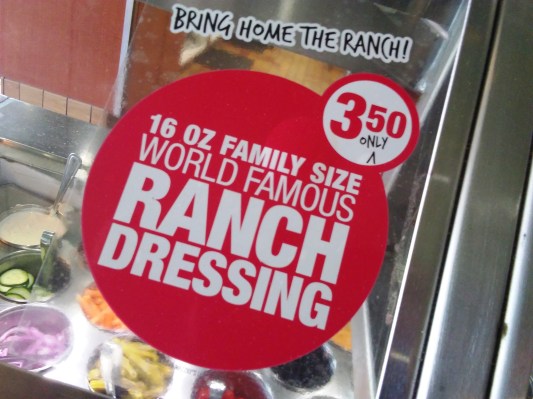 BRING HOME THE RANCH!
3.50
ONLY
16 OZ FAMILY SIZE
WORLD FAMOUS
RANCH
DRESSING